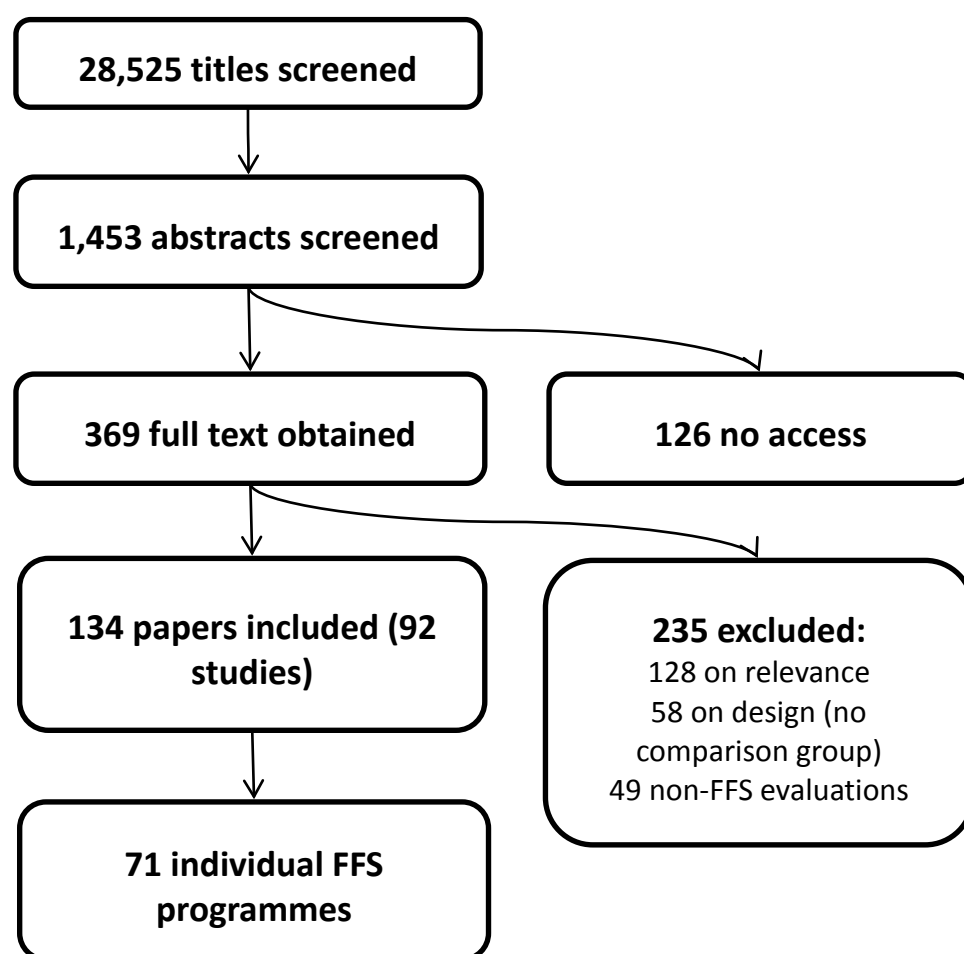 28,525 titles screened
1,453 abstracts screened
369 full text obtained
126 no access
134 papers included (92
studies)
235 excluded:
128 on relevance
58 on design (no
comparison group)
49 non-FFS evaluations
71 individual FFS
programmes